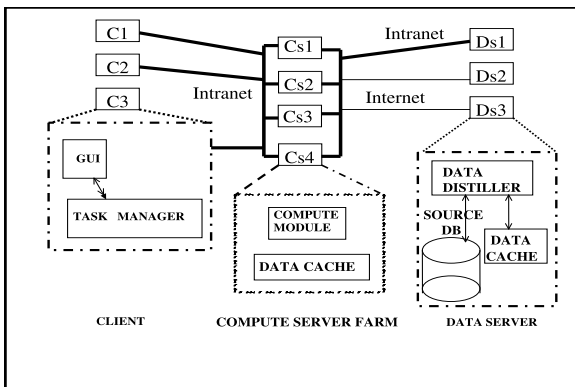 C1
C2
C3
Intranet
GUI
TASK MANAGER
CLIENT
Cs1
Cs2
Cs3
Cs4
COMPUTE
MODULE
DATA CACHE
COMPUTE SERVER FARM
Intranet
Internet
Ds1
Ds2
Ds3
DATA
DISTILLER
SOURCE
DB
DATA
CACHE
DATA SERVER